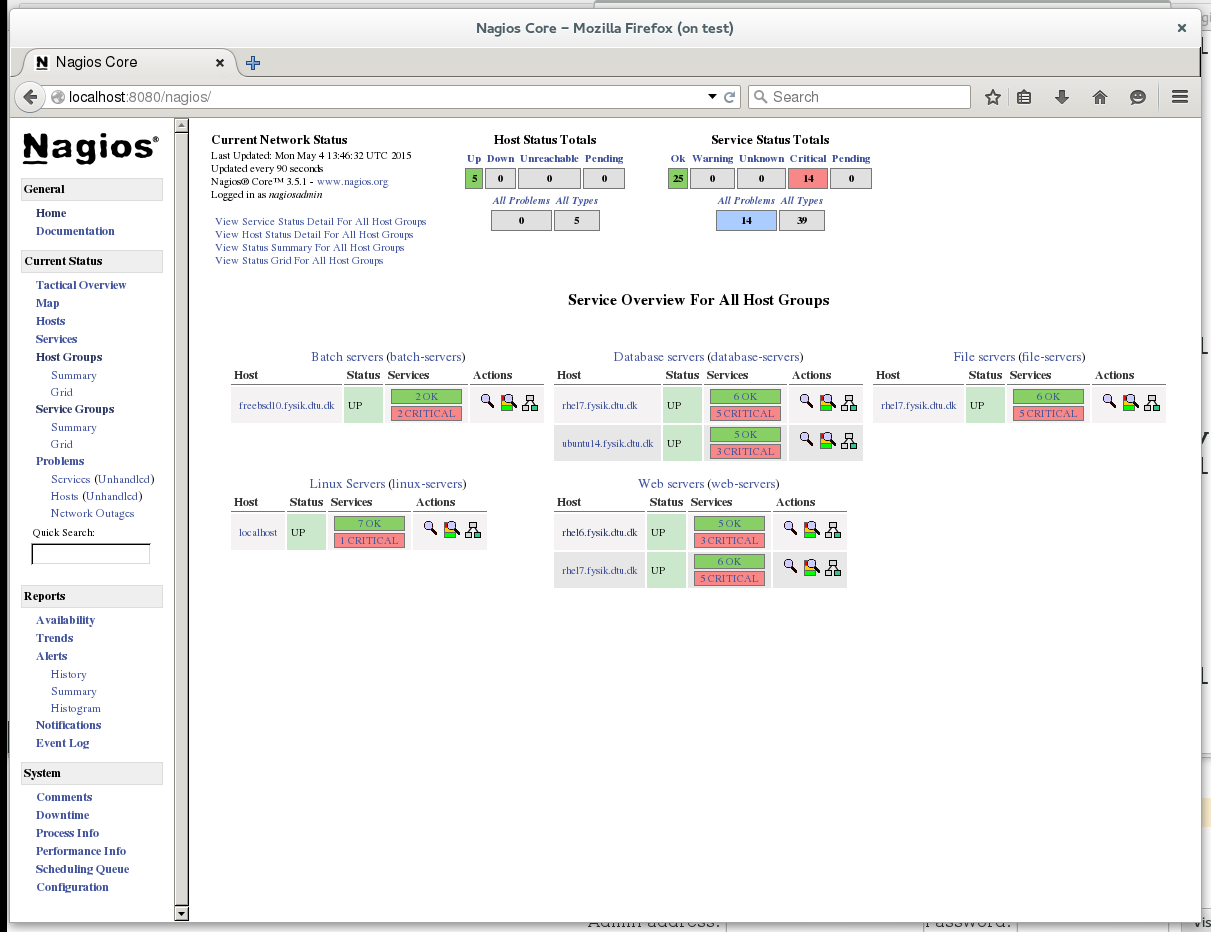 Nagios Core – Mozilla Firefox (on test)
Nagios Core
localhost:8080/nagios/
Search
Nagios®
General
Home
Documentation
Current Status
Tactical Overview
Map
Hosts
Services
Host Groups
Summary
Grid
Service Groups
Summary
Grid
Problems
Services (Unhandled)
Hosts (Unhandled)
Network Outages
Quick Search:
Reports
Availability
Trends
Alerts
History
Summary
Histogram
Notifications
Event Log
System
Comments
Downtime
Process Info
Performance Info
Scheduling Queue
Configuration
Current Network Status
Last Updated: Mon May 4 13:46:32 UTC 2015
Updated every 90 seconds
Nagios® Core™ 3.5.1 - www.nagios.org
Logged in as nagiosadmin
View Service Status Detail For All Host Groups
View Host Status Detail For All Host Groups
View Status Summary For All Host Groups
View Status Grid For All Host Groups
Host Status Totals
Up Down Unreachable Pending
5 0 0 0
All Problems All Types
0 5
Service Status Totals
Ok Warning Unknown Critical Pending
25 0 0 14 0
All Problems All Types
14 39
Service Overview For All Host Groups
Batch servers (batch-servers)
Host Status Services Actions
freebsd10.fysik.dtu.dk UP 2 OK
2 CRITICAL
Database servers (database-servers)
Host Status Services Actions
rhel7.fysik.dtu.dk UP 6 OK
5 CRITICAL
ubuntu14.fysik.dtu.dk UP 5 OK
3 CRITICAL
File servers (file-servers)
Host Status Services Actions
rhel7.fysik.dtu.dk UP 6 OK
5 CRITICAL
Linux Servers (linux-servers)
Host Status Services Actions
localhost UP 7 OK
1 CRITICAL
Web servers (web-servers)
Host Status Services Actions
rhel6.fysik.dtu.dk UP 5 OK
3 CRITICAL
rhel7.fysik.dtu.dk UP 6 OK
5 CRITICAL
Admin address: Password: